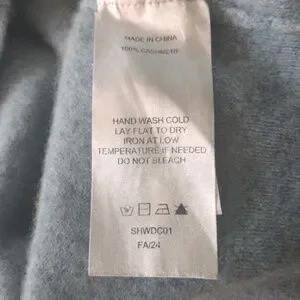 MADE IN CHINA
100% CASHMERE
HAND WASH COLD
LAY FLAT TO DRY
IRON AT LOW
TEMPERATURE IF NEEDED
DO NOT BLEACH
SHWDC01
FA/24